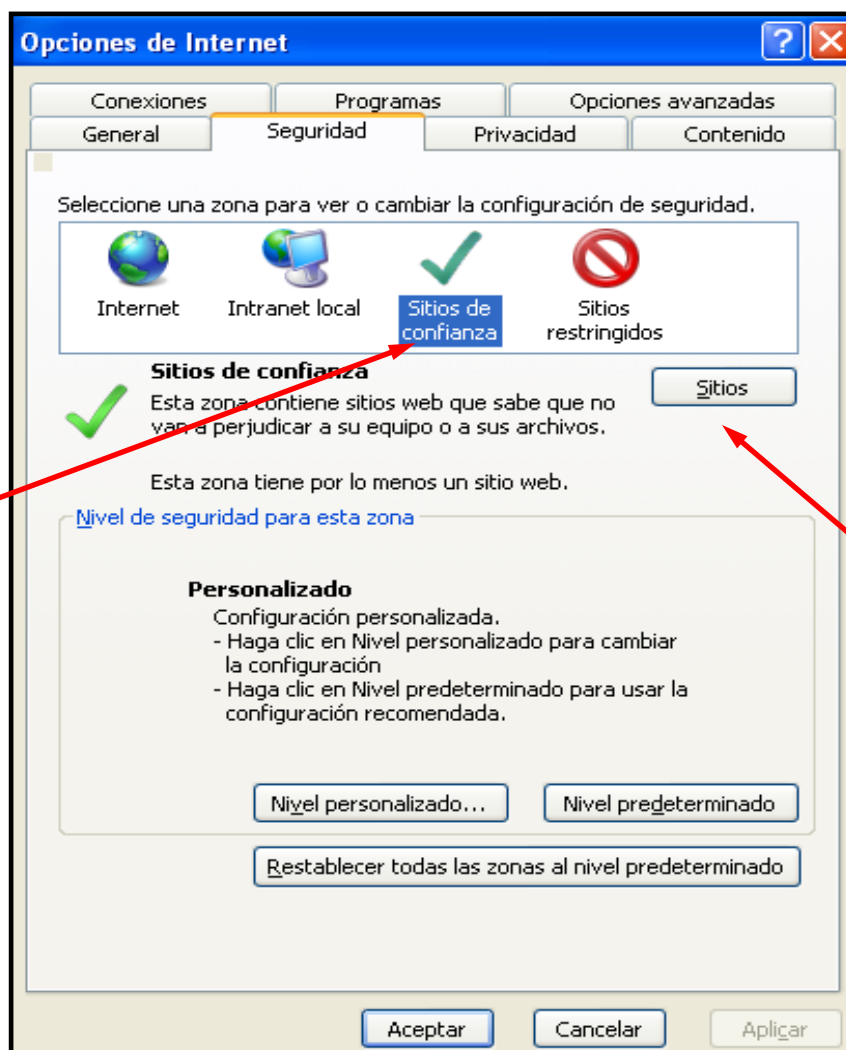 Opciones de Internet
Conexiones Programas Opciones avanzadas
General Seguridad Privacidad Contenido
Seleccione una zona para ver o cambiar la configuración de seguridad.
Internet Intranet local Sitios de confianza Sitios restringidos
Sitios de confianza
Sitios
Esta zona contiene sitios web que sabe que no
van a perjudicar a su equipo o a sus archivos.
Esta zona tiene por lo menos un sitio web.
Nivel de seguridad para esta zona
Personalizado
Configuración personalizada.
- Haga clic en Nivel personalizado para cambiar
la configuración
- Haga clic en Nivel predeterminado para usar la
configuración recomendada.
Nivel personalizado... Nivel predeterminado
Restablecer todas las zonas al nivel predeterminado
Aceptar Cancelar Aplicar